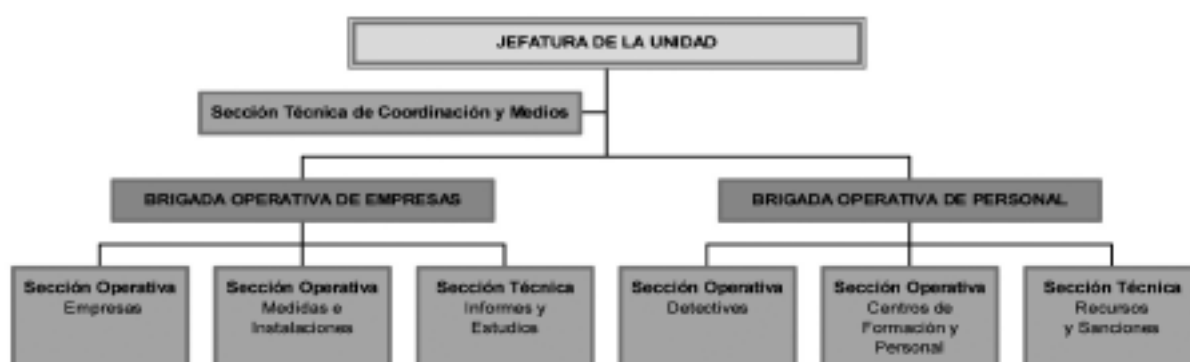 JEFATURA DE LA UNIDAD
Sección Técnica de Coordinación y Medios
BRIGADA OPERATIVA DE EMPRESAS
BRIGADA OPERATIVA DE PERSONAL
Sección Operativa
Empresas
Sección Operativa
Medidas e
Instalaciones
Sección Técnica
Informes y
Estudios
Sección Operativa
Detectives
Sección Operativa
Centros de
Formación y
Personal
Sección Técnica
Recursos
y Sanciones